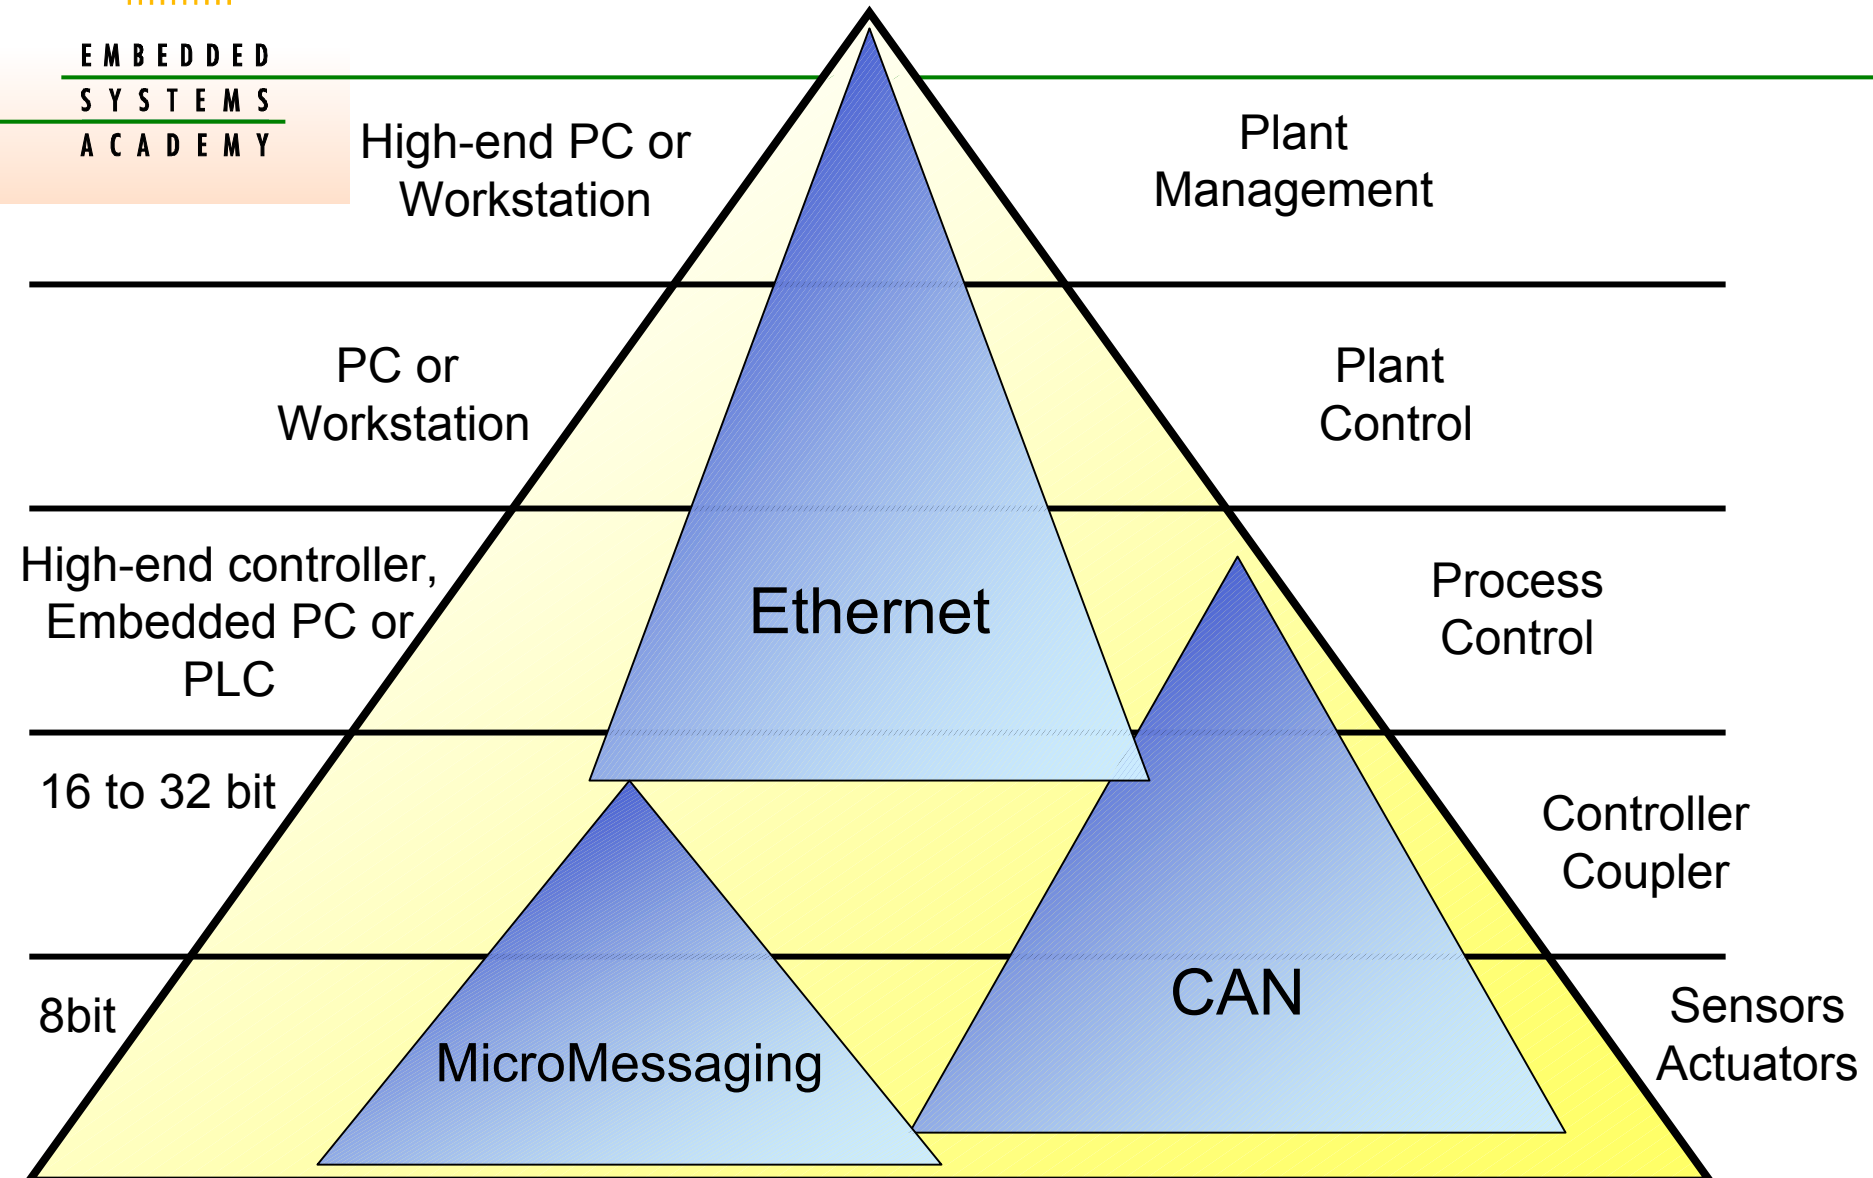 EMBEDDED
SYSTEMS
ACADEMY
High-end PC or
Workstation
Plant
Management
PC or
Workstation
Plant
Control
High-end controller,
Embedded PC or
PLC
Ethernet
Process
Control
16 to 32 bit
Controller
Coupler
8bit
MicroMessaging
CAN
Sensors
Actuators